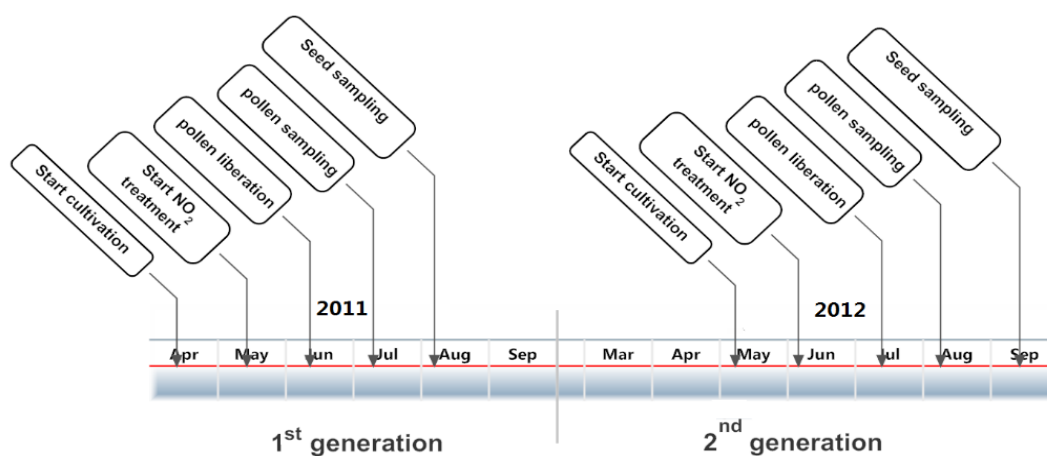 Start cultivation
Start NO2
treatment
pollen liberation
pollen sampling
Seed sampling
Start cultivation
Start NO2
treatment
pollen liberation
pollen sampling
Seed sampling
2011
2012
Apr May Jun Jul Aug Sep Mar Apr May Jun Jul Aug Sep
1st generation
2nd generation